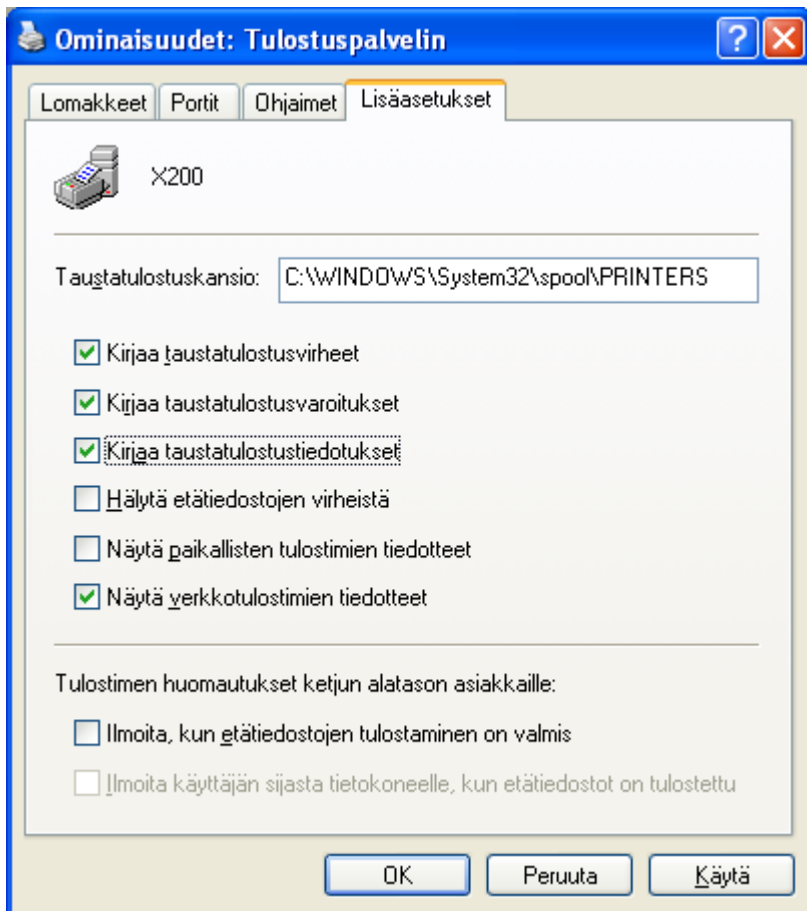 Ominaisuudet: Tulostuspalvelin
Lomakkeet Portit Ohjaimet Lisäasetukset
X200
Taustatulostuskansio: C:\WINDOWS\System32\spool\PRINTERS
Kirjaa taustatulostusvirheet
Kirjaa taustatulostusvaroitukset
Kirjaa taustatulostustiedotukset
Hälytä etätiedostojen virheistä
Näytä paikallisten tulostimien tiedotteet
Näytä verkkotulostimien tiedotteet
Tulostimen huomautukset ketjun alatason asiakkaille:
Ilmoita, kun etätiedostojen tulostaminen on valmis
Ilmoita käyttäjän sijasta tietokoneelle, kun etätiedostot on tulostettu
OK Peruuta Käytä